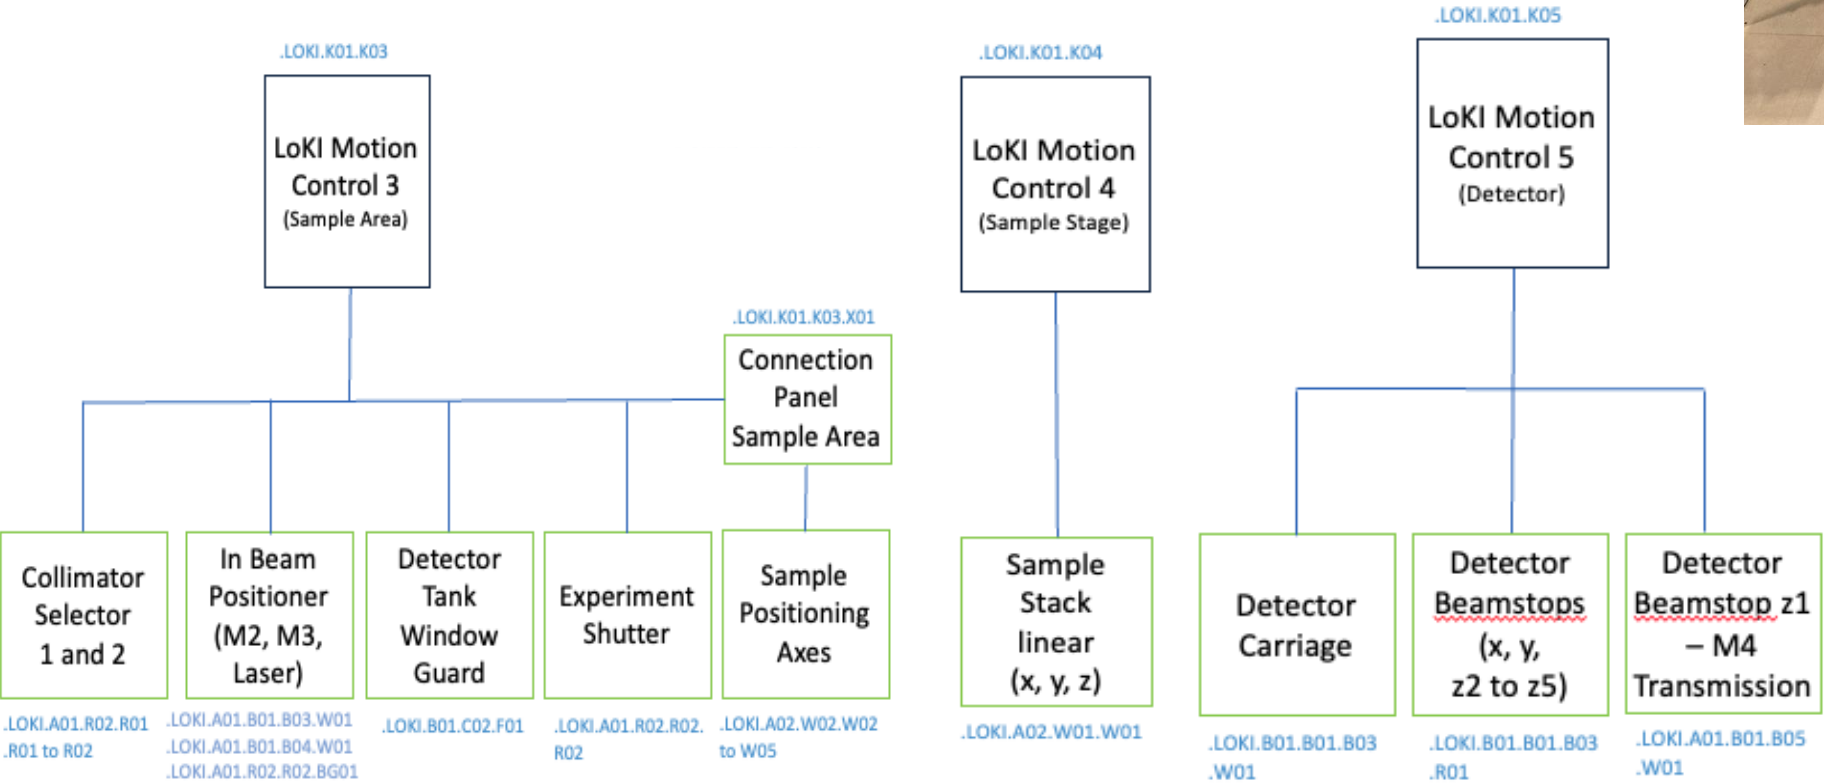 .LOKI.K01.K03
LoKI Motion
Control 3
(Sample Area)
.LOKI.K01.K04
LoKI Motion
Control 4
(Sample Stage)
.LOKI.K01.K05
LoKI Motion
Control 5
(Detector)
.LOKI.K01.K03.X01
Connection
Panel
Sample Area
Collimator
Selector
1 and 2
.LOKI.A01.R02.R01
.R01 to R02
In Beam
Positioner
(M2, M3,
Laser)
.LOKI.A01.B01.B03.W01
.LOKI.A01.B01.B04.W01
.LOKI.A01.R02.R02.BG01
Detector
Tank
Window
Guard
.LOKI.B01.C02.F01
Experiment
Shutter
.LOKI.A01.R02.R02.
R02
Sample
Positioning
Axes
.LOKI.A02.W02.W02
to W05
Sample
Stack
linear
(x, y, z)
.LOKI.A02.W01.W01
Detector
Carriage
.LOKI.B01.B01.B03
.W01
Detector
Beamstops
(x, y,
z2 to z5)
.LOKI.B01.B01.B03
.R01
Detector
Beamstop z1
– M4
Transmission
.LOKI.A01.B01.B05
.W01